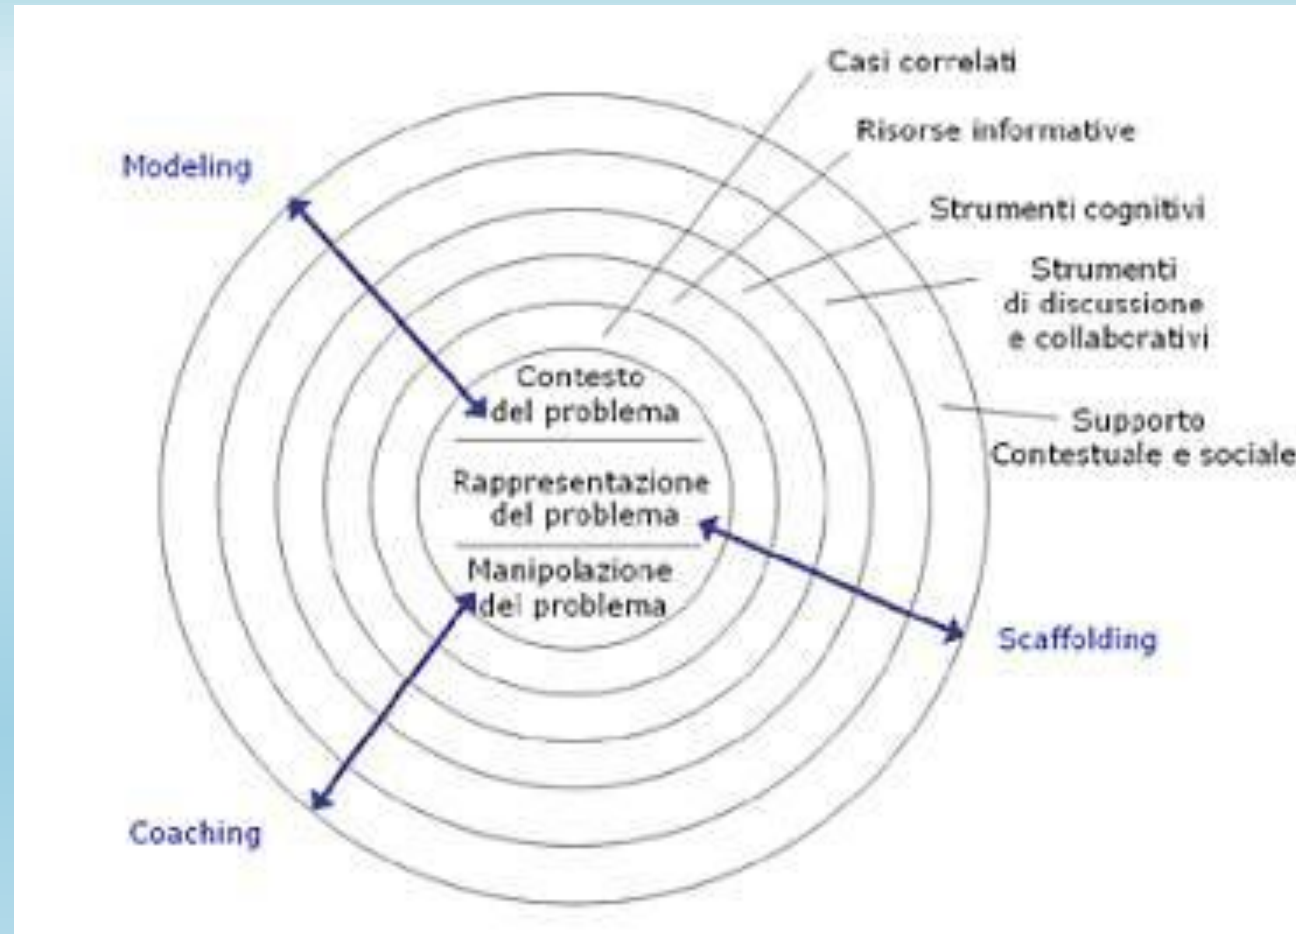 Casi correlati
Risorse informative
Modeling
Strumenti cognitivi
Strumenti
di discussione
e collaborativi
Contesto
del problema
Supporto
Contestuale e sociale
Rappresentazione
del problema
Manipolazione
del problema
Scaffolding
Coaching